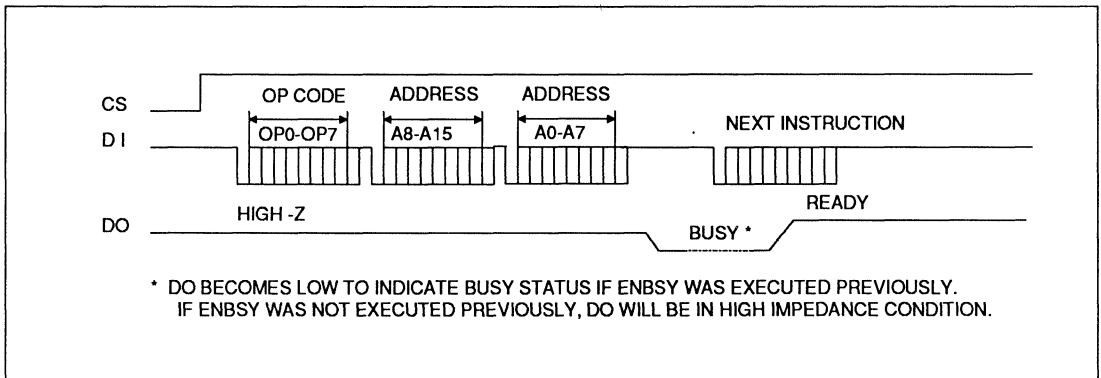 OP CODE ADDRESS ADDRESS
CS
OP0-OP7 A8-A15 A0-A7 NEXT INSTRUCTION
D I
HIGH -Z READY
DO BUSY *
* DO BECOMES LOW TO INDICATE BUSY STATUS IF ENBSY WAS EXECUTED PREVIOUSLY.
IF ENBSY WAS NOT EXECUTED PREVIOUSLY, DO WILL BE IN HIGH IMPEDANCE CONDITION.